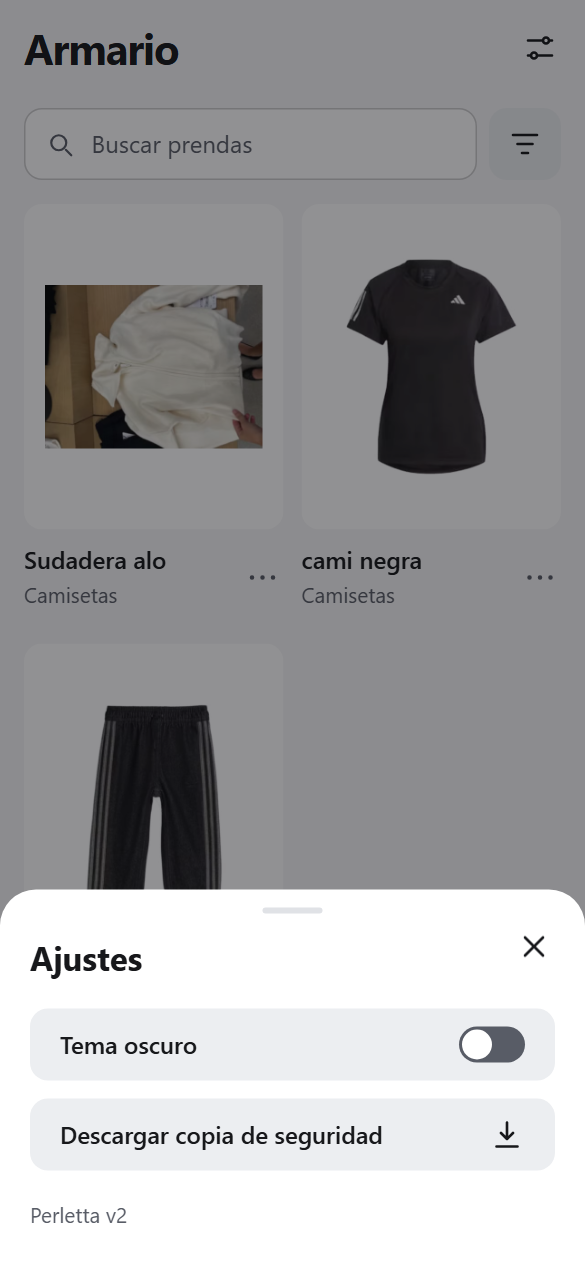 Armario
Buscar prendas
Sudadera alo
Camisetas
cami negra
Camisetas
Ajustes
Tema oscuro
Descargar copia de seguridad
Perletta v2